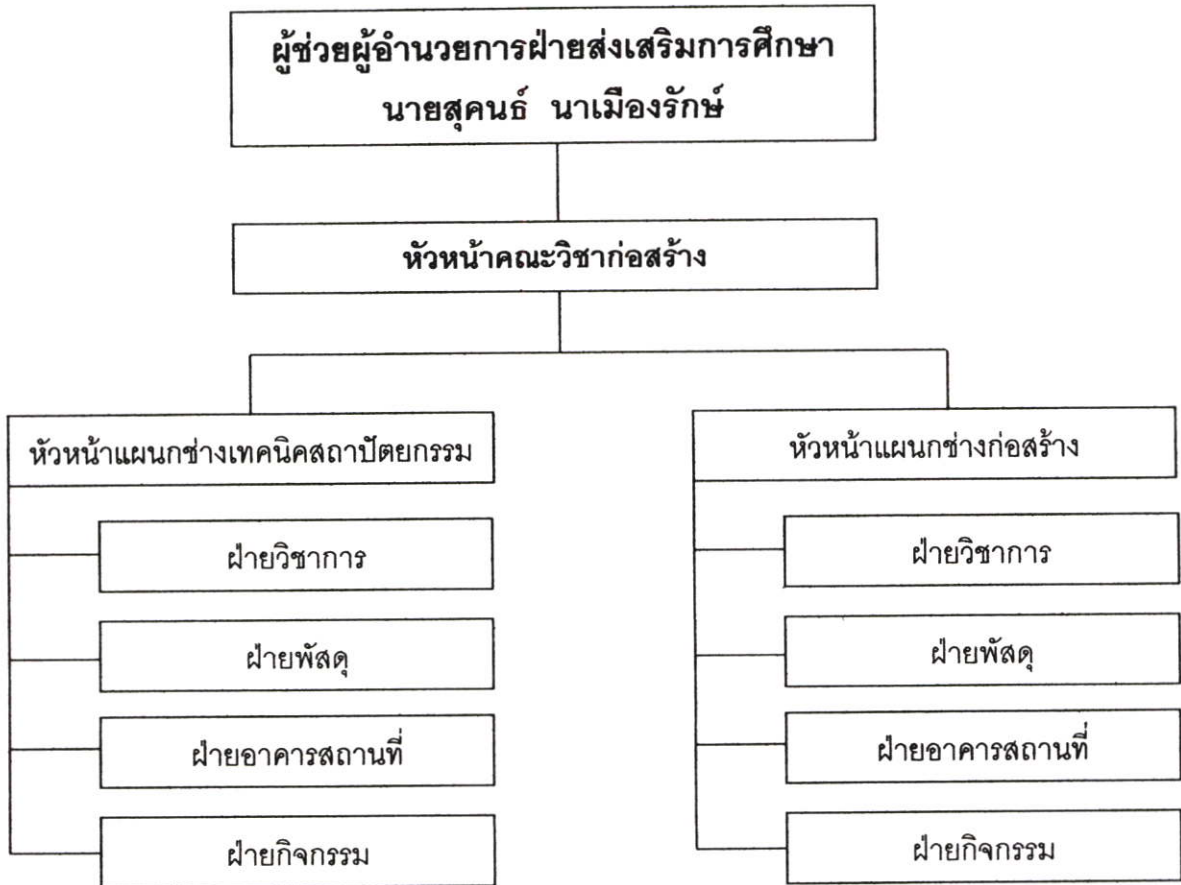 ผู้ช่วยผู้อำนวยการฝ่ายส่งเสริมการศึกษา
นายสุคนธ์ นาเมืองรักษ์
หัวหน้าคณะวิชาก่อสร้าง
หัวหน้าแผนกช่างเทคนิคสถาปัตยกรรม
ฝ่ายวิชาการ
ฝ่ายพัสดุ
ฝ่ายอาคารสถานที่
ฝ่ายกิจกรรม
หัวหน้าแผนกช่างก่อสร้าง
ฝ่ายวิชาการ
ฝ่ายพัสดุ
ฝ่ายอาคารสถานที่
ฝ่ายกิจกรรม